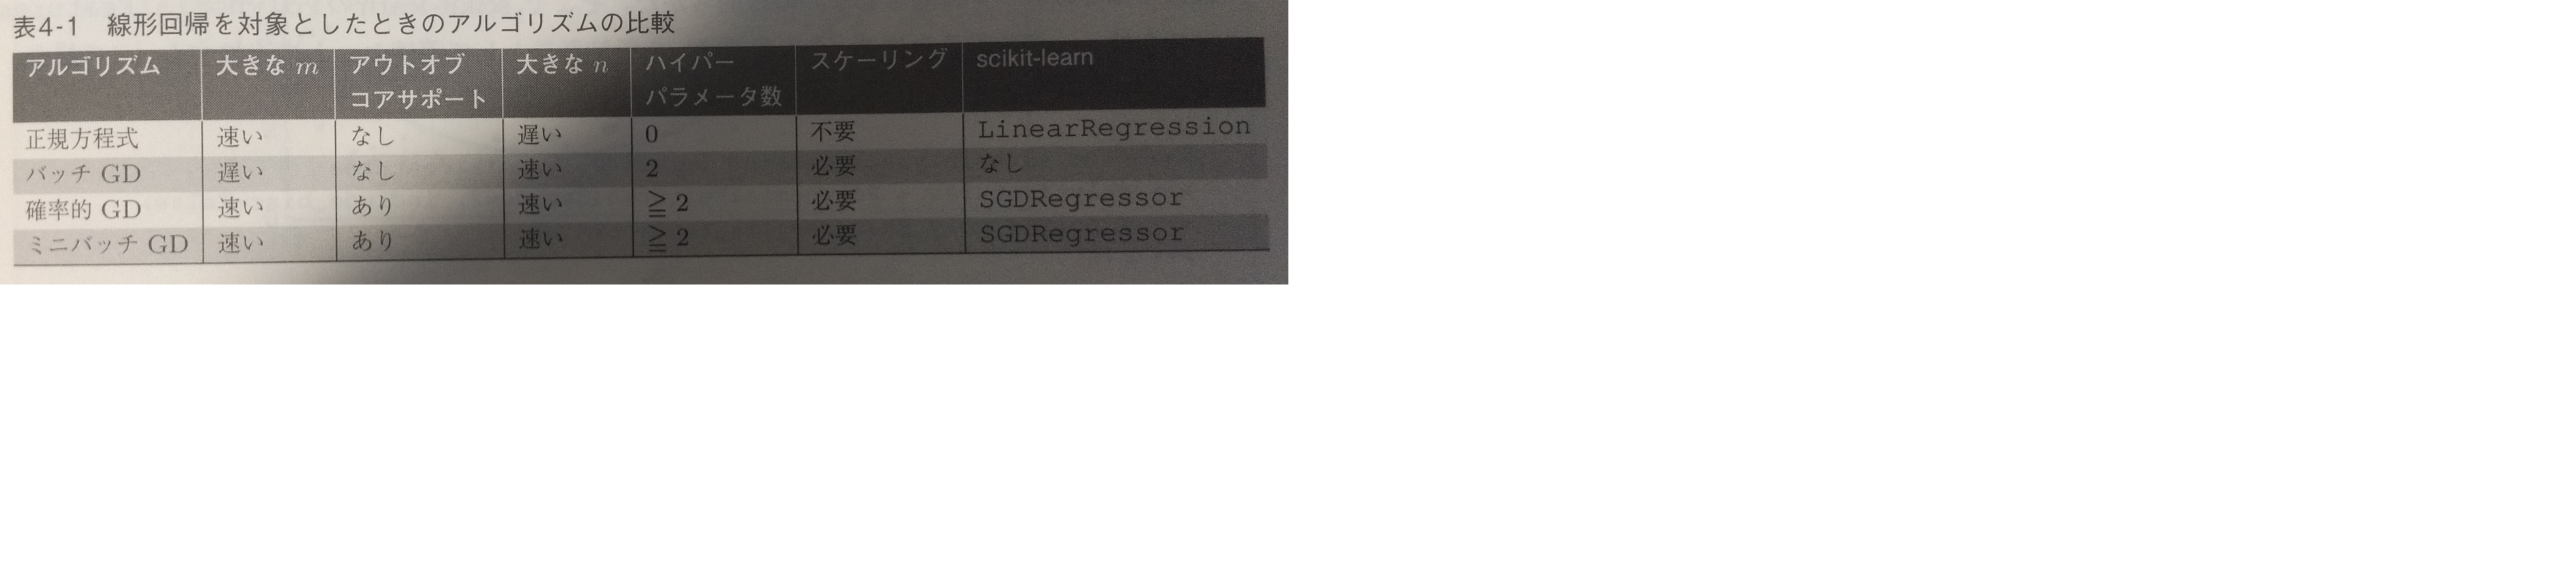 表4-1 線形回帰を対象としたときのアルゴリズムの比較
アルゴリズム 大きな m アウトオブ 大きな n ハイパー スケーリング scikit-learn
コアサポート パラメータ数
正規方程式 速い なし 遅い 0 不要 LinearRegression
バッチ GD 遅い なし 速い 2 必要 なし
確率的 GD 速い あり 速い ≧ 2 必要 SGDRegressor
ミニバッチ GD 速い あり 速い ≧ 2 必要 SGDRegressor